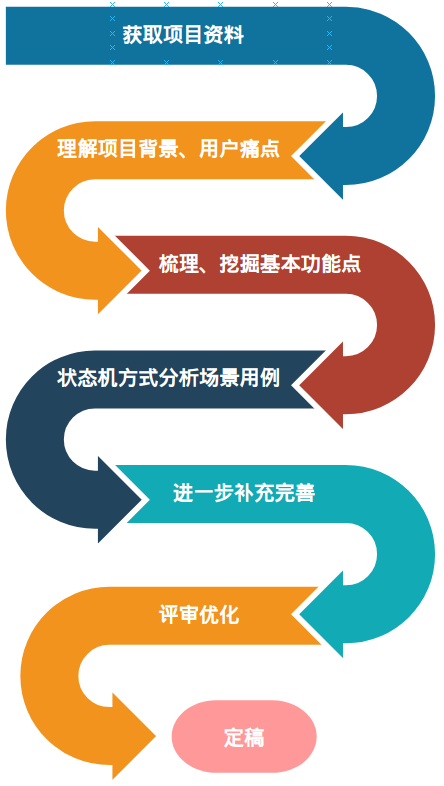 获取项目资料
理解项目背景、用户痛点
梳理、挖掘基本功能点
状态机方式分析场景用例
进一步补充完善
评审优化
定稿